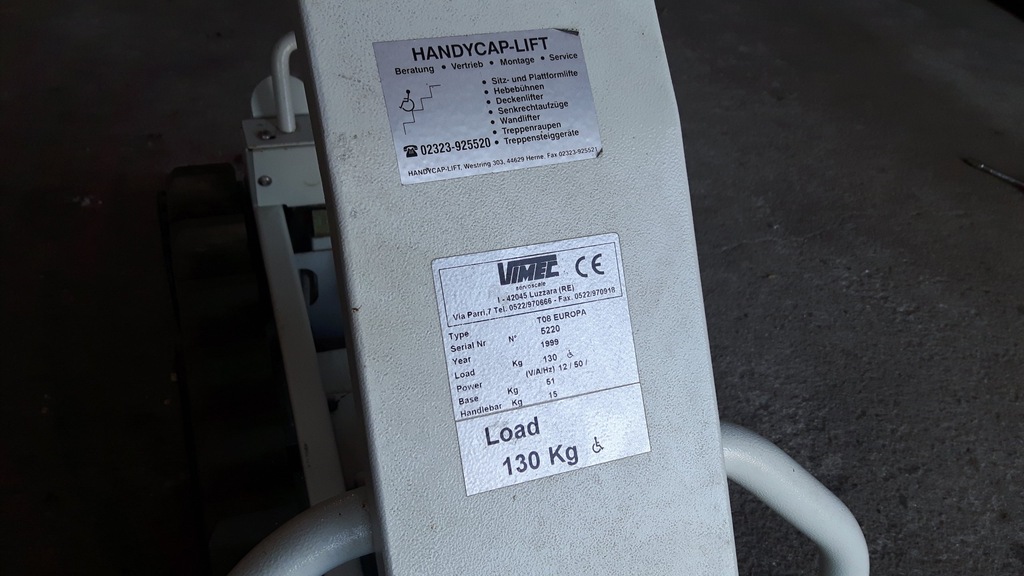 HANDYCAP-LIFT
Beratung • Vertrieb • Montage • Service
• Sitz- und Plattformlifte
• Hebebühnen
• Deckenlifter
• Senkrechtaufzüge
• Wandlifter
• Treppenraupen
☎ 02323-925520 • Treppensteiggeräte
HANDYCAP-LIFT, Westring 303, 44629 Herne. Fax 02323-925521
VIMEC CE
servoscale
I - 42045 Luzzara (RE)
Via Parri,7 Tel. 0522/970666 - Fax. 0522/970918
Type T08 EUROPA
Serial Nr N° 5220
Year 1999
Load Kg 130
Power (V/A/Hz) 12 / 50 /
Base Kg 51
Handlebar Kg 15
Load
130 Kg